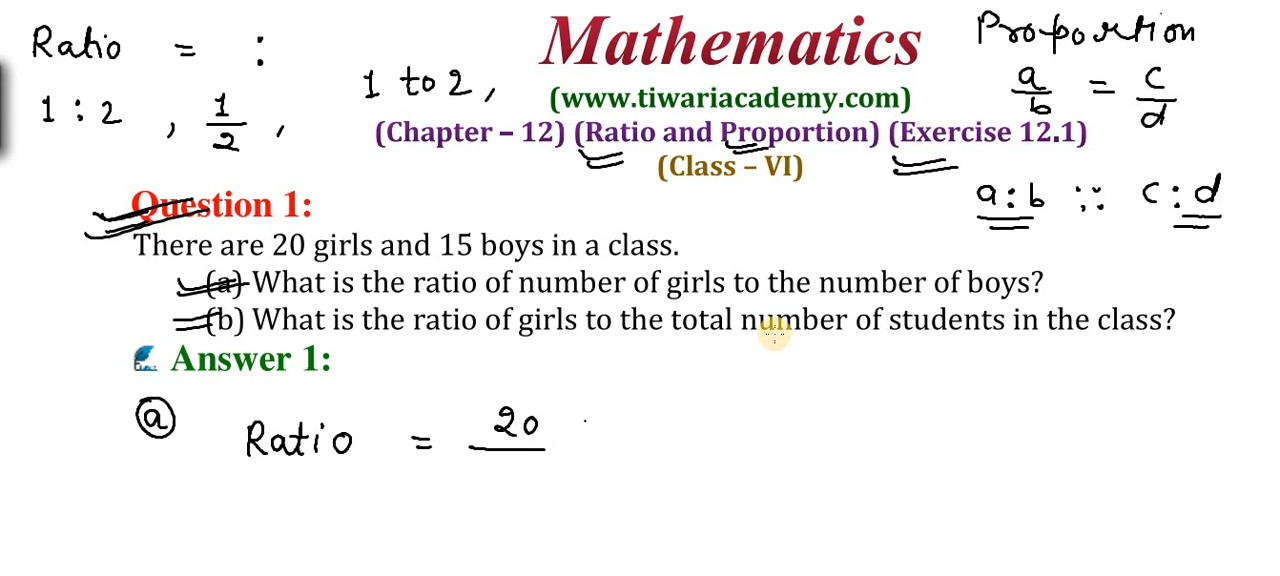 Ratio = :
1 : 2 , 1/2 , 1 to 2 ,
Mathematics
(www.tiwariacademy.com)
(Chapter – 12) (Ratio and Proportion) (Exercise 12.1)
(Class – VI)
Proportion
a/b = c/d
a : b :: c : d
Question 1:
There are 20 girls and 15 boys in a class.
(a) What is the ratio of number of girls to the number of boys?
(b) What is the ratio of girls to the total number of students in the class?
Answer 1:
(a) Ratio = 20